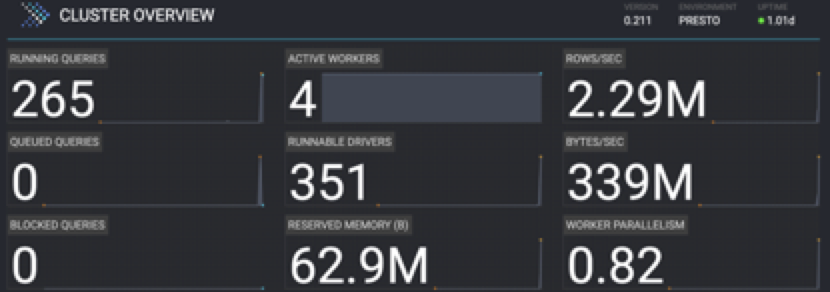 CLUSTER OVERVIEW
VERSION ENVIRONMENT UPTIME
0.211 PRESTO 1.01d
RUNNING QUERIES ACTIVE WORKERS ROWS/SEC
265 4 2.29M
QUEUED QUERIES RUNNABLE DRIVERS BYTES/SEC
0 351 339M
BLOCKED QUERIES RESERVED MEMORY (B) WORKER PARALLELISM
0 62.9M 0.82